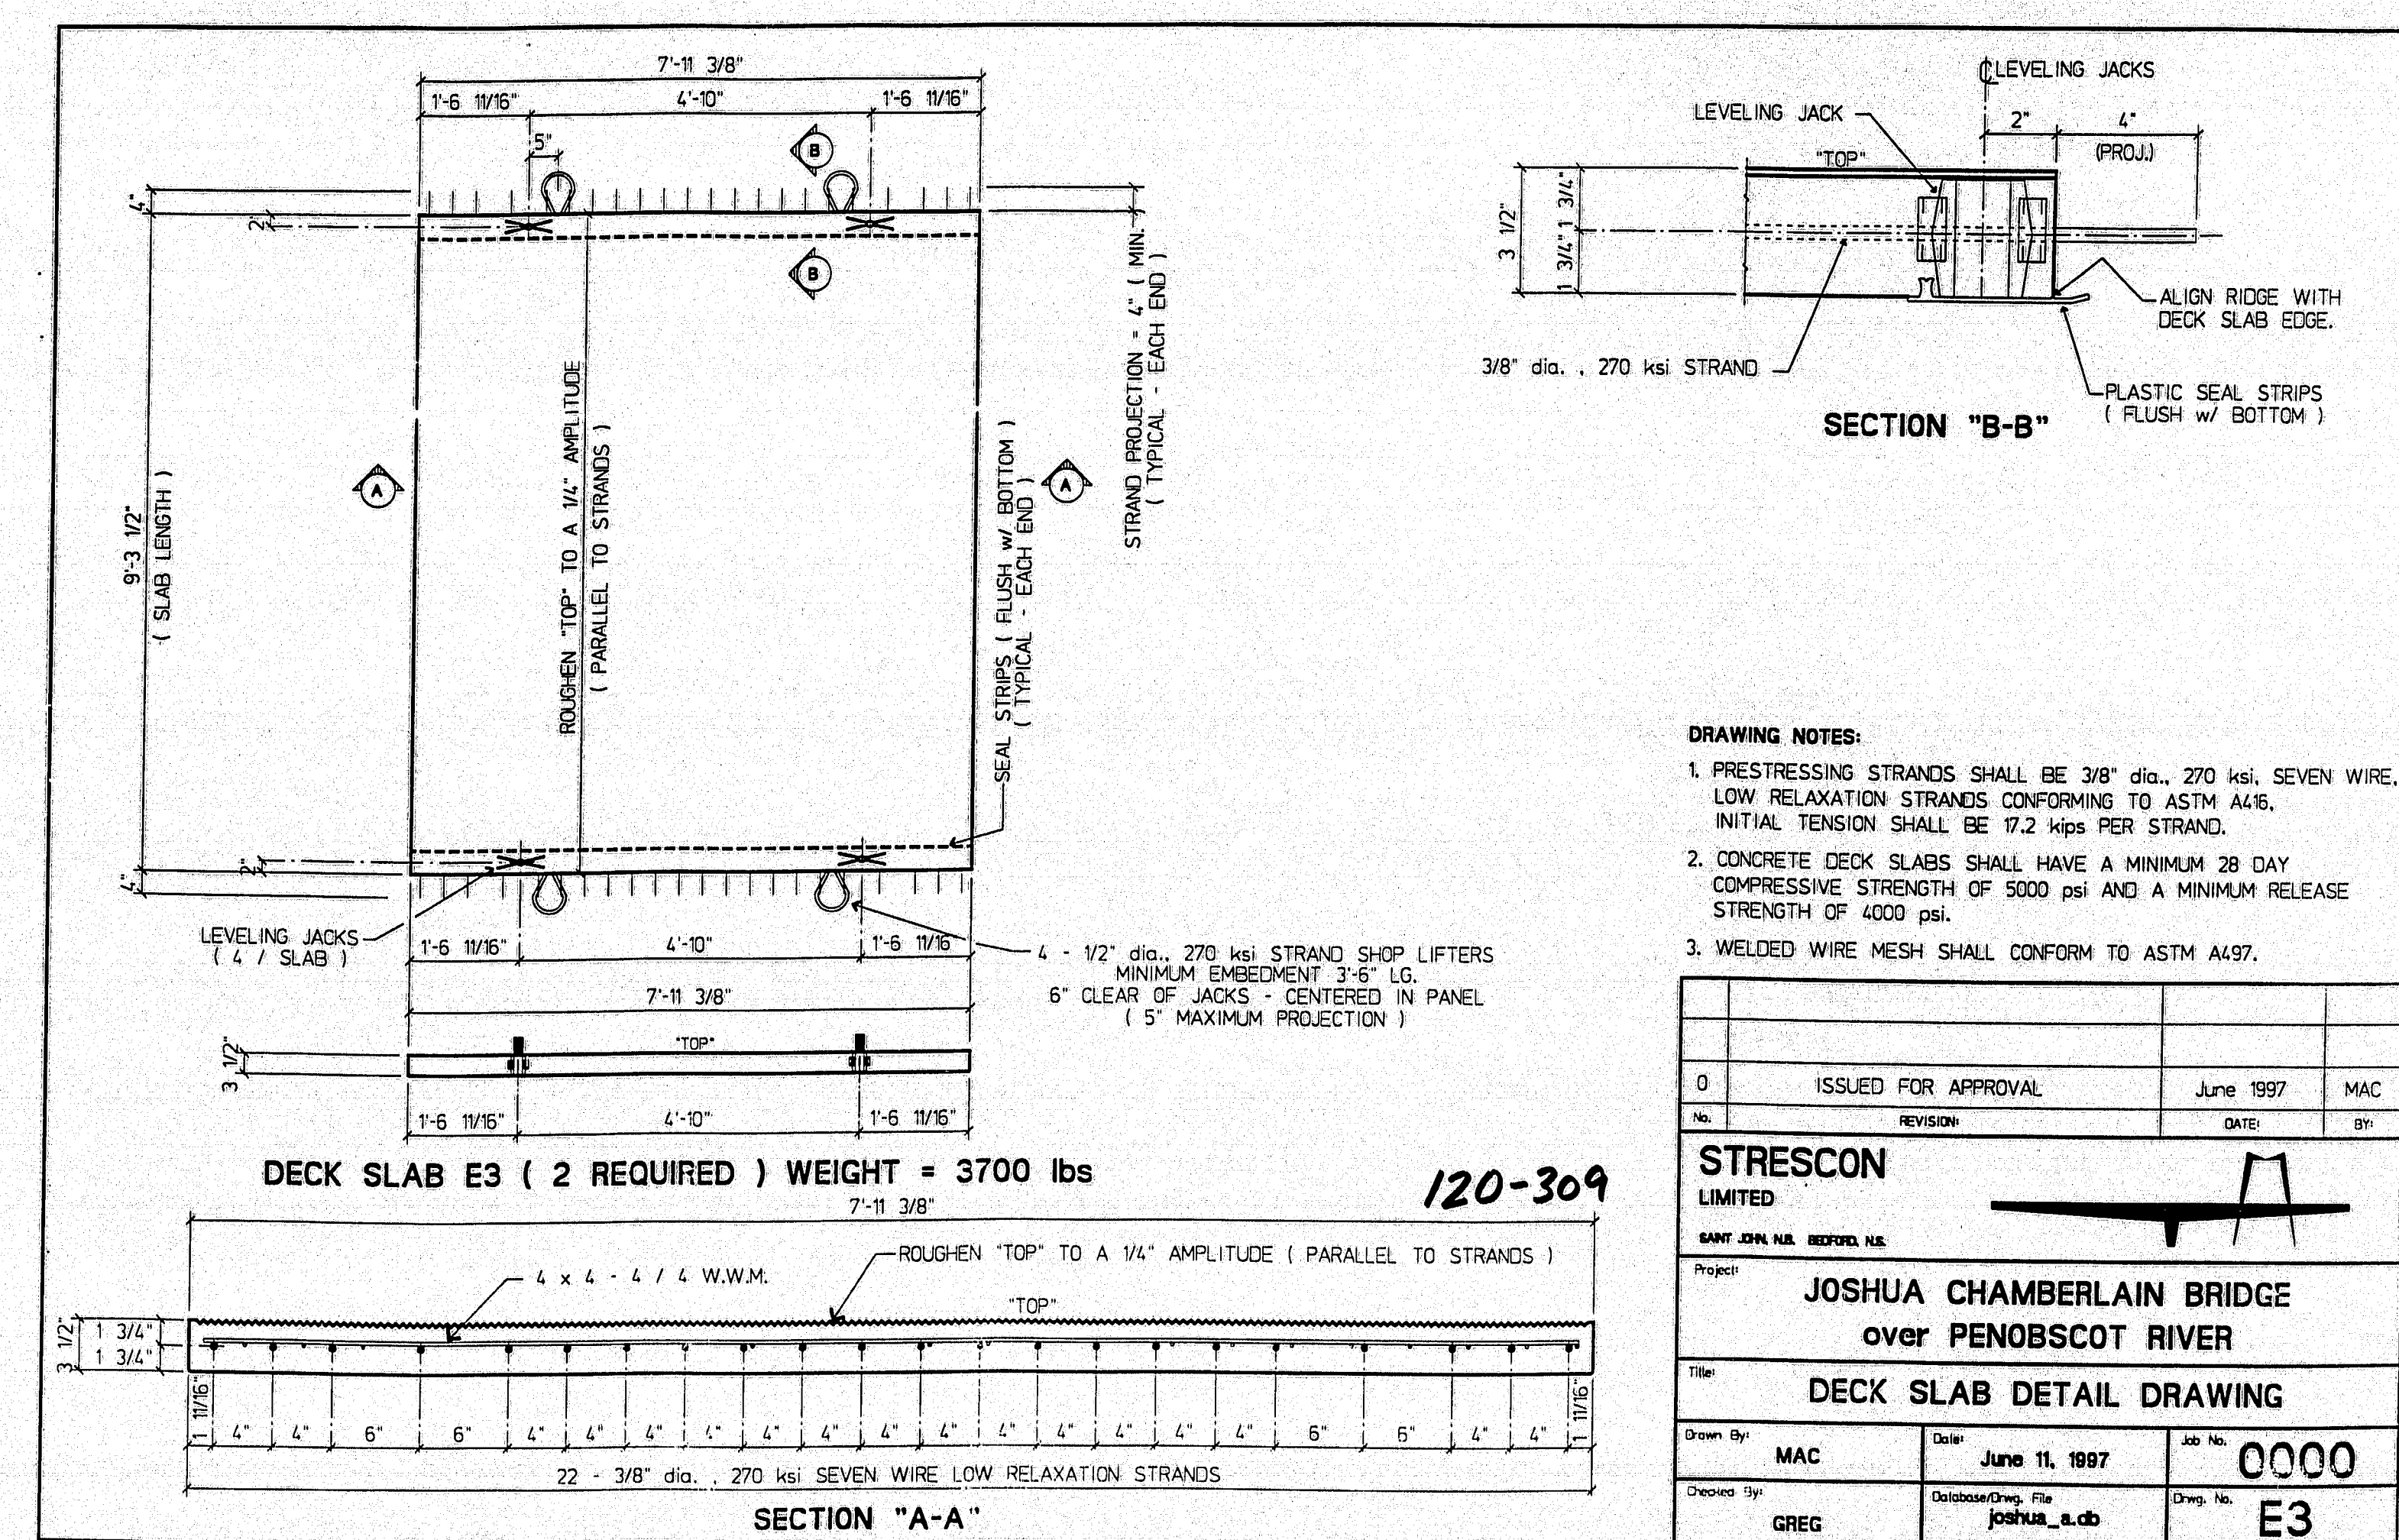 7'-11 3/8"
1'-6 11/16" 4'-10" 1'-6 11/16"
5"
B
4"
2"
B
A
A
9'-3 1/2"
( SLAB LENGTH )
ROUGHEN "TOP" TO A 1/4" AMPLITUDE
( PARALLEL TO STRANDS )
SEAL STRIPS ( FLUSH w/ BOTTOM )
( TYPICAL - EACH END )
STRAND PROJECTION = 4" ( MIN. )
( TYPICAL - EACH END )
2"
4"
LEVELING JACKS
( 4 / SLAB )
1'-6 11/16" 4'-10" 1'-6 11/16
7'-11 3/8"
4 - 1/2" dia., 270 ksi STRAND SHOP LIFTERS
MINIMUM EMBEDMENT 3'-6" LG.
6" CLEAR OF JACKS - CENTERED IN PANEL
( 5" MAXIMUM PROJECTION )
3 1/2"
"TOP"
1'-6 11/16" 4'-10" 1'-6 11/16"
DECK SLAB E3 ( 2 REQUIRED ) WEIGHT = 3700 lbs
120-309
7'-11 3/8"
ROUGHEN "TOP" TO A 1/4" AMPLITUDE ( PARALLEL TO STRANDS )
4 x 4 - 4 / 4 W.W.M.
"TOP"
3 1/2"
1 3/4"
1 3/4"
1 11/16" 4" 4" 6" 6" 4" 4" 4" 4" 4" 4" 4" 4" 4" 4" 4" 4" 4" 6" 6" 4" 4" 1 11/16"
22 - 3/8" dia. , 270 ksi SEVEN WIRE LOW RELAXATION STRANDS
SECTION "A-A"
℄ LEVELING JACKS
LEVELING JACK
2" 4"
(PROJ.)
"TOP"
3 1/2"
1 3/4" 1 3/4"
ALIGN RIDGE WITH
DECK SLAB EDGE.
3/8" dia. , 270 ksi STRAND
PLASTIC SEAL STRIPS
( FLUSH w/ BOTTOM )
SECTION "B-B"
DRAWING NOTES:
1. PRESTRESSING STRANDS SHALL BE 3/8" dia., 270 ksi, SEVEN WIRE,
LOW RELAXATION STRANDS CONFORMING TO ASTM A416,
INITIAL TENSION SHALL BE 17.2 kips PER STRAND.
2. CONCRETE DECK SLABS SHALL HAVE A MINIMUM 28 DAY
COMPRESSIVE STRENGTH OF 5000 psi AND A MINIMUM RELEASE
STRENGTH OF 4000 psi.
3. WELDED WIRE MESH SHALL CONFORM TO ASTM A497.
0 ISSUED FOR APPROVAL June 1997 MAC
No. REVISION: DATE: BY:
STRESCON
LIMITED
SAINT JOHN, N.B. BEDFORD, N.S.
Project:
JOSHUA CHAMBERLAIN BRIDGE
over PENOBSCOT RIVER
Title:
DECK SLAB DETAIL DRAWING
Drawn By: MAC
Date: June 11, 1997
Job No. 0000
Checked By: GREG
Database/Drwg. File joshua_a.db
Drwg. No. E3